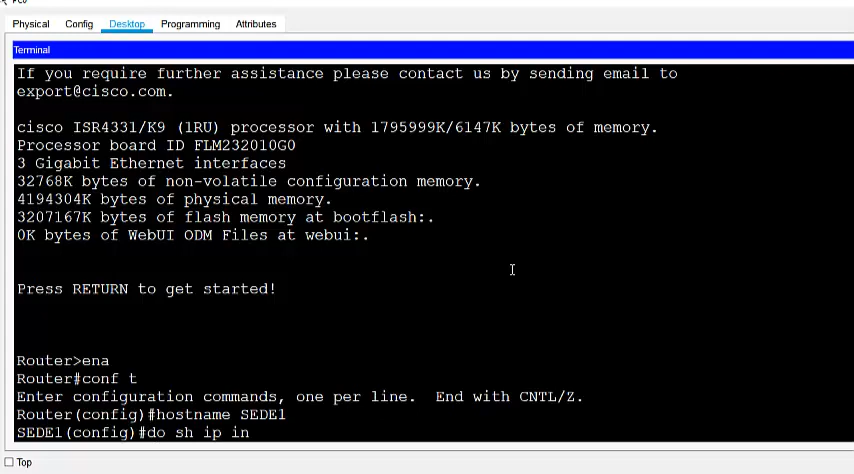 PC0
Physical Config Desktop Programming Attributes
Terminal
If you require further assistance please contact us by sending email to
export@cisco.com.
cisco ISR4331/K9 (1RU) processor with 1795999K/6147K bytes of memory.
Processor board ID FLM232010G0
3 Gigabit Ethernet interfaces
32768K bytes of non-volatile configuration memory.
4194304K bytes of physical memory.
3207167K bytes of flash memory at bootflash:.
0K bytes of WebUI ODM Files at webui:.
Press RETURN to get started!
Router>ena
Router#conf t
Enter configuration commands, one per line.  End with CNTL/Z.
Router(config)#hostname SEDE1
SEDE1(config)#do sh ip in
Top